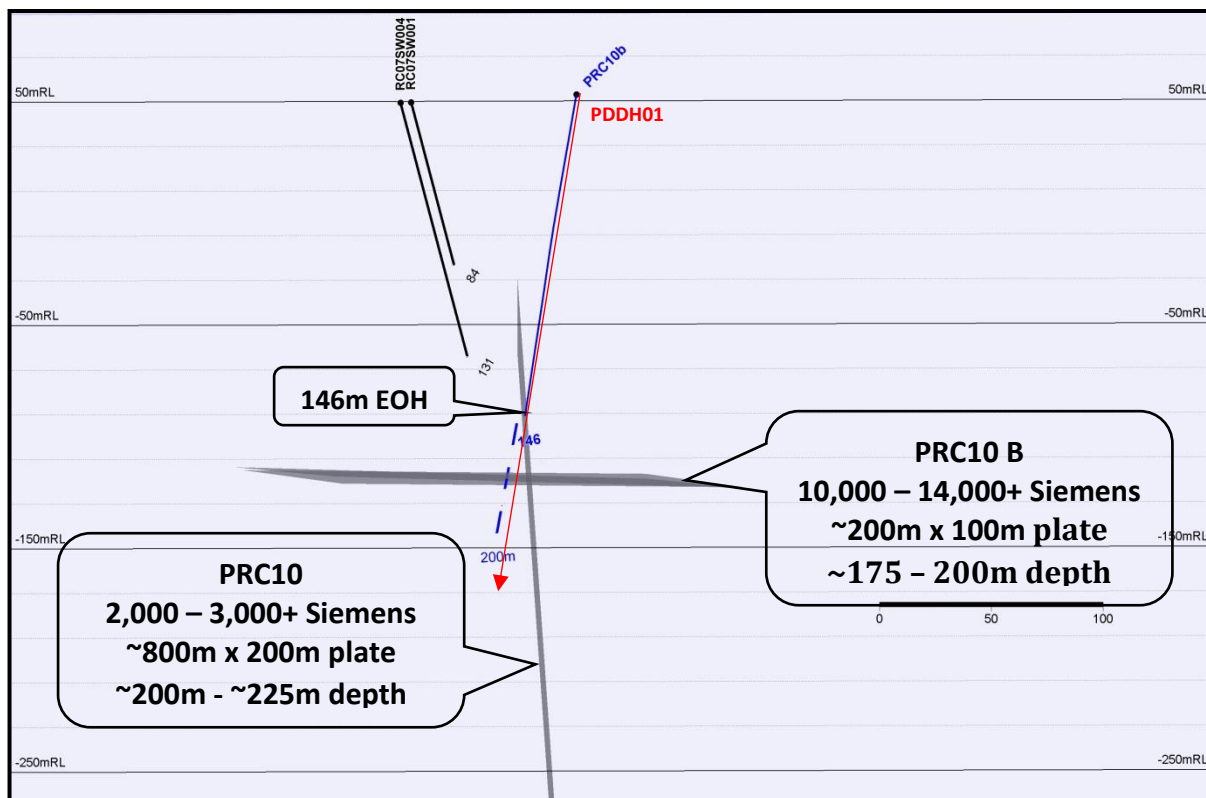 RC07SW004
RC07SW001
PRC10b
50mRL
50mRL
PDDH01
84
-50mRL
-50mRL
131
146m EOH
146
PRC10 B
10,000 – 14,000+ Siemens
~200m x 100m plate
~175 – 200m depth
-150mRL
-150mRL
200m
PRC10
2,000 – 3,000+ Siemens
~800m x 200m plate
~200m - ~225m depth
0 50 100
-250mRL
-250mRL